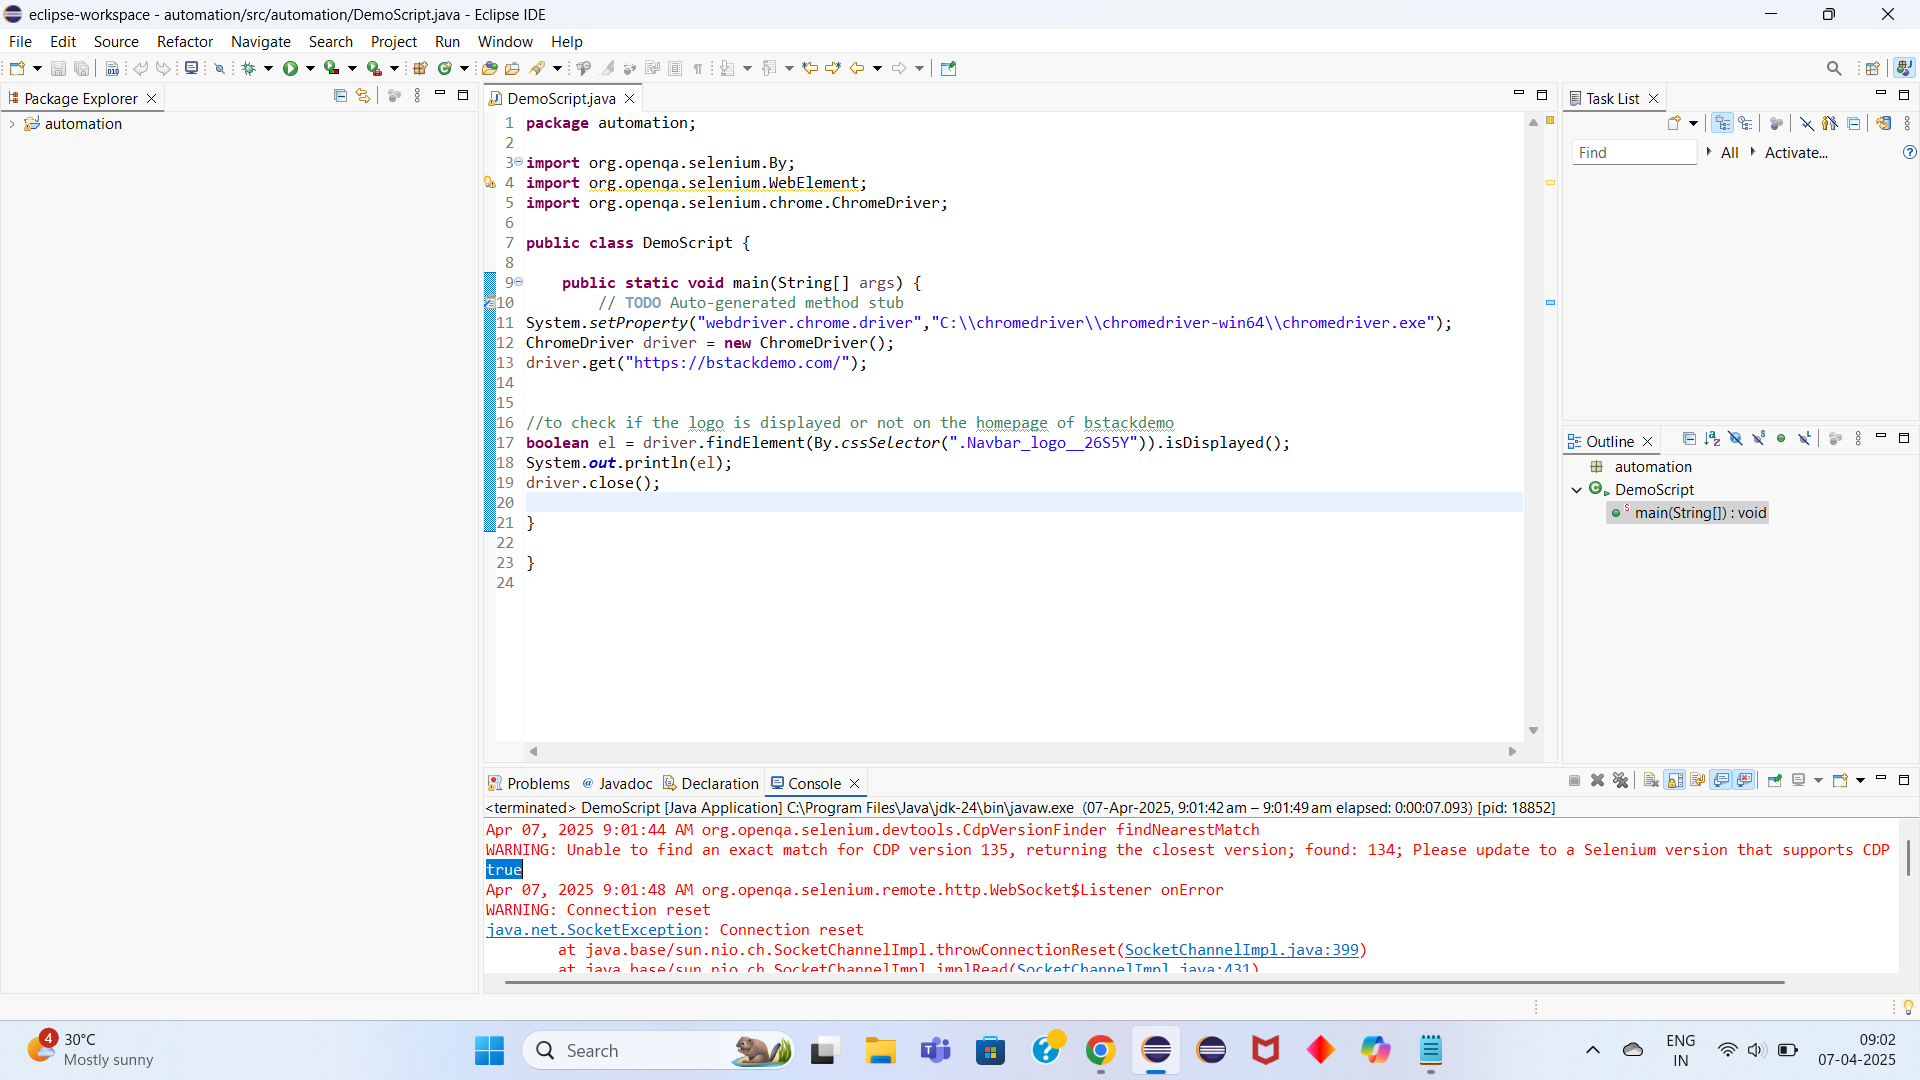 eclipse-workspace - automation/src/automation/DemoScript.java - Eclipse IDE
File Edit Source Refactor Navigate Search Project Run Window Help
Package Explorer
automation
DemoScript.java
1 package automation;
2
3 import org.openqa.selenium.By;
4 import org.openqa.selenium.WebElement;
5 import org.openqa.selenium.chrome.ChromeDriver;
6
7 public class DemoScript {
8
9 public static void main(String[] args) {
10 // TODO Auto-generated method stub
11 System.setProperty("webdriver.chrome.driver","C:\\chromedriver\\chromedriver-win64\\chromedriver.exe");
12 ChromeDriver driver = new ChromeDriver();
13 driver.get("https://bstackdemo.com/");
14
15
16 //to check if the logo is displayed or not on the homepage of bstackdemo
17 boolean el = driver.findElement(By.cssSelector(".Navbar_logo__26S5Y")).isDisplayed();
18 System.out.println(el);
19 driver.close();
20
21 }
22
23 }
24
Task List
Find All Activate...
Outline
automation
DemoScript
main(String[]) : void
Problems Javadoc Declaration Console
<terminated> DemoScript [Java Application] C:\Program Files\Java\jdk-24\bin\javaw.exe (07-Apr-2025, 9:01:42 am – 9:01:49 am elapsed: 0:00:07.093) [pid: 18852]
Apr 07, 2025 9:01:44 AM org.openqa.selenium.devtools.CdpVersionFinder findNearestMatch
WARNING: Unable to find an exact match for CDP version 135, returning the closest version; found: 134; Please update to a Selenium version that supports CDP
true
Apr 07, 2025 9:01:48 AM org.openqa.selenium.remote.http.WebSocket$Listener onError
WARNING: Connection reset
java.net.SocketException: Connection reset
at java.base/sun.nio.ch.SocketChannelImpl.throwConnectionReset(SocketChannelImpl.java:399)
at java.base/sun.nio.ch.SocketChannelImpl.implRead(SocketChannelImpl.java:431)
4
30°C
Mostly sunny
Search
ENG
IN
09:02
07-04-2025